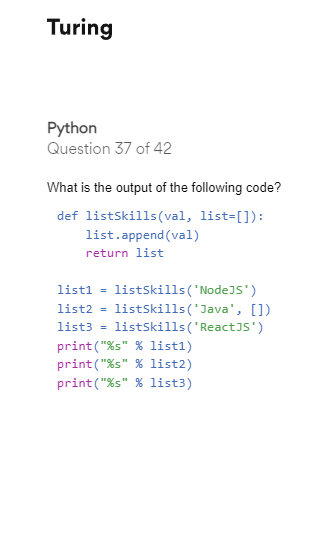 Turing
Python
Question 37 of 42
What is the output of the following code?
def listSkills(val, list=[]):
    list.append(val)
    return list
list1 = listSkills('NodeJS')
list2 = listSkills('Java', [])
list3 = listSkills('ReactJS')
print("%s" % list1)
print("%s" % list2)
print("%s" % list3)